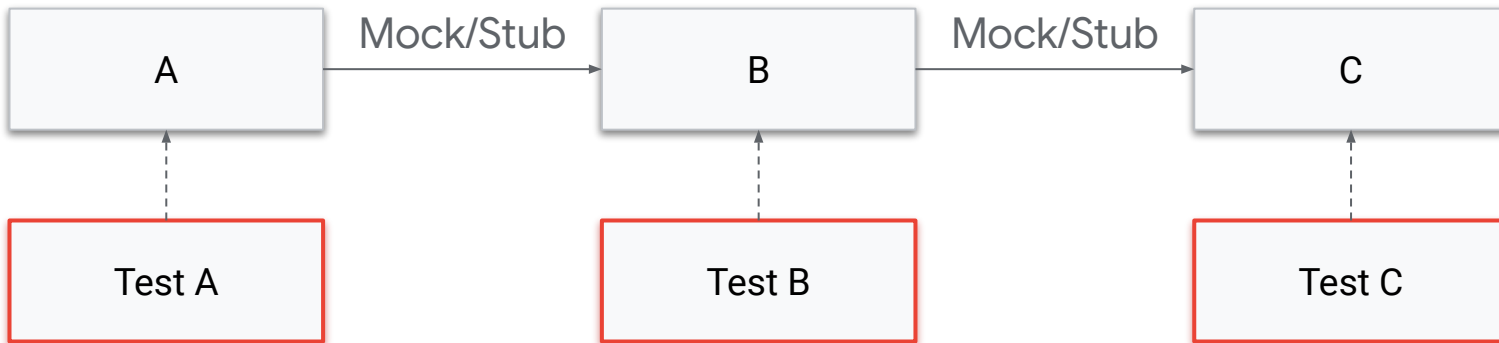 Mock/Stub
Mock/Stub
A
B
C
Test A
Test B
Test C